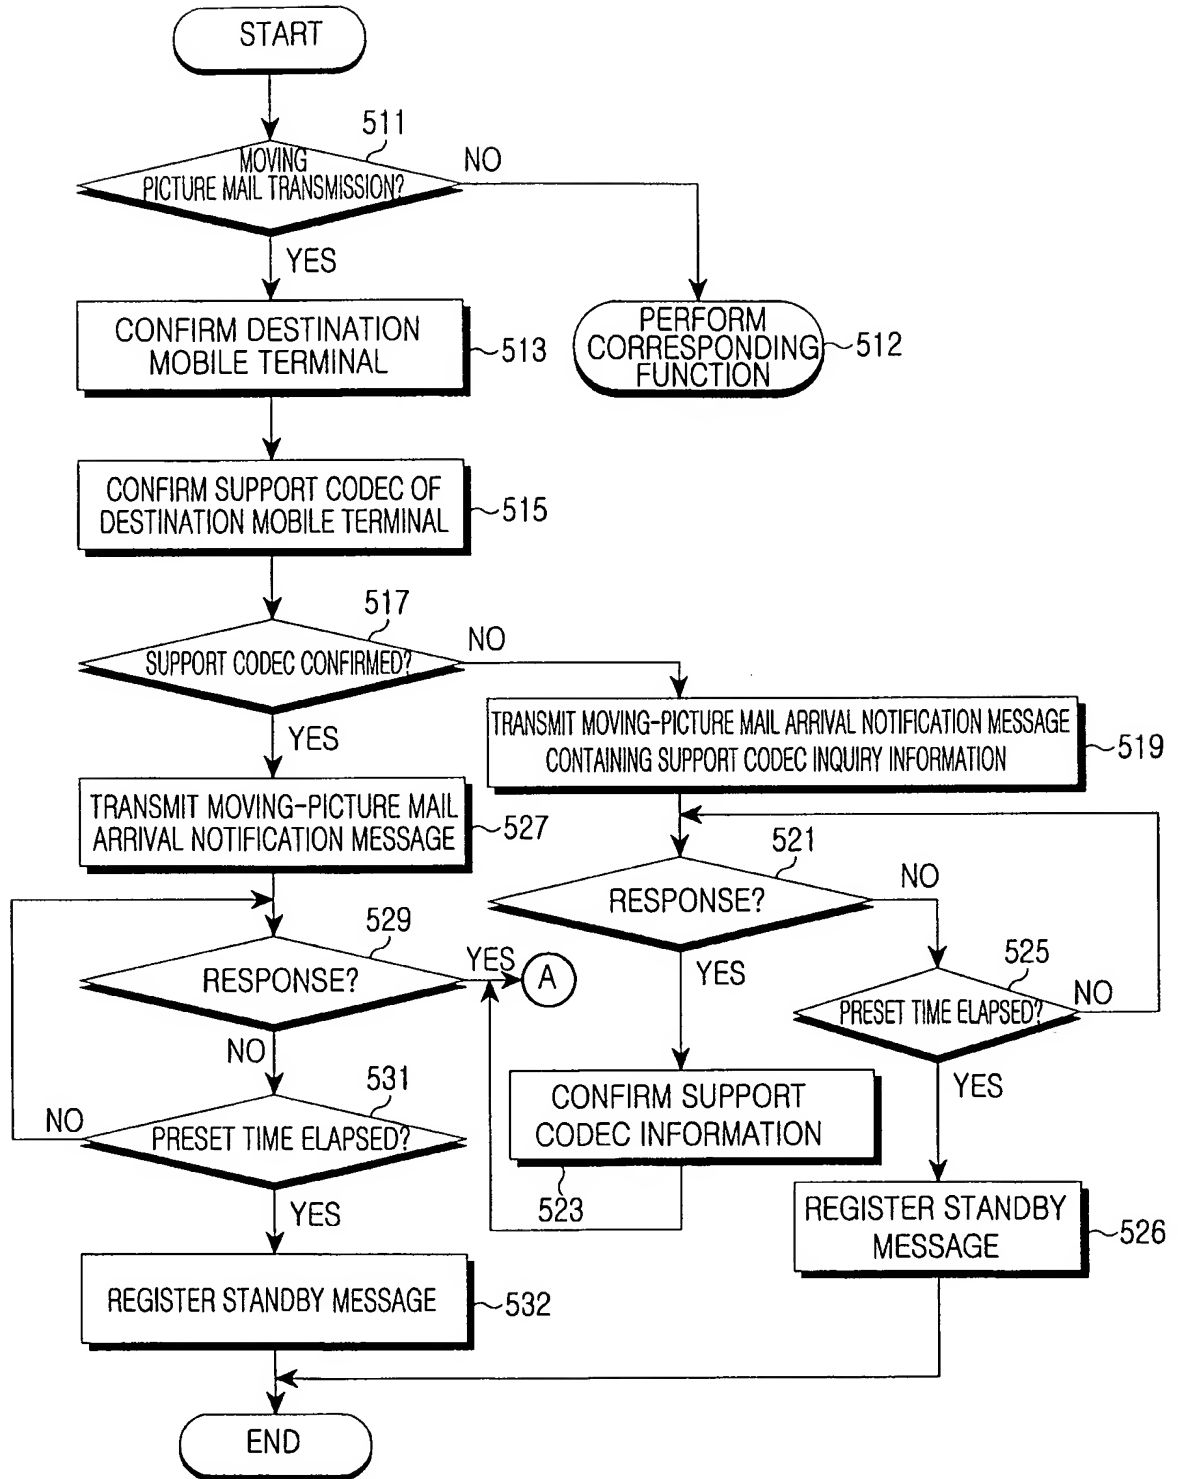 START
511
MOVING
PICTURE MAIL TRANSMISSION?
NO
YES
CONFIRM DESTINATION
MOBILE TERMINAL
513
PERFORM
CORRESPONDING
FUNCTION
512
CONFIRM SUPPORT CODEC OF
DESTINATION MOBILE TERMINAL
515
517
SUPPORT CODEC CONFIRMED?
NO
YES
TRANSMIT MOVING-PICTURE MAIL ARRIVAL NOTIFICATION MESSAGE
CONTAINING SUPPORT CODEC INQUIRY INFORMATION
519
TRANSMIT MOVING-PICTURE MAIL
ARRIVAL NOTIFICATION MESSAGE
527
521
RESPONSE?
NO
YES
529
RESPONSE?
YES
A
NO
525
PRESET TIME ELAPSED?
NO
YES
531
PRESET TIME ELAPSED?
NO
YES
CONFIRM SUPPORT
CODEC INFORMATION
523
REGISTER STANDBY
MESSAGE
526
REGISTER STANDBY MESSAGE
532
END